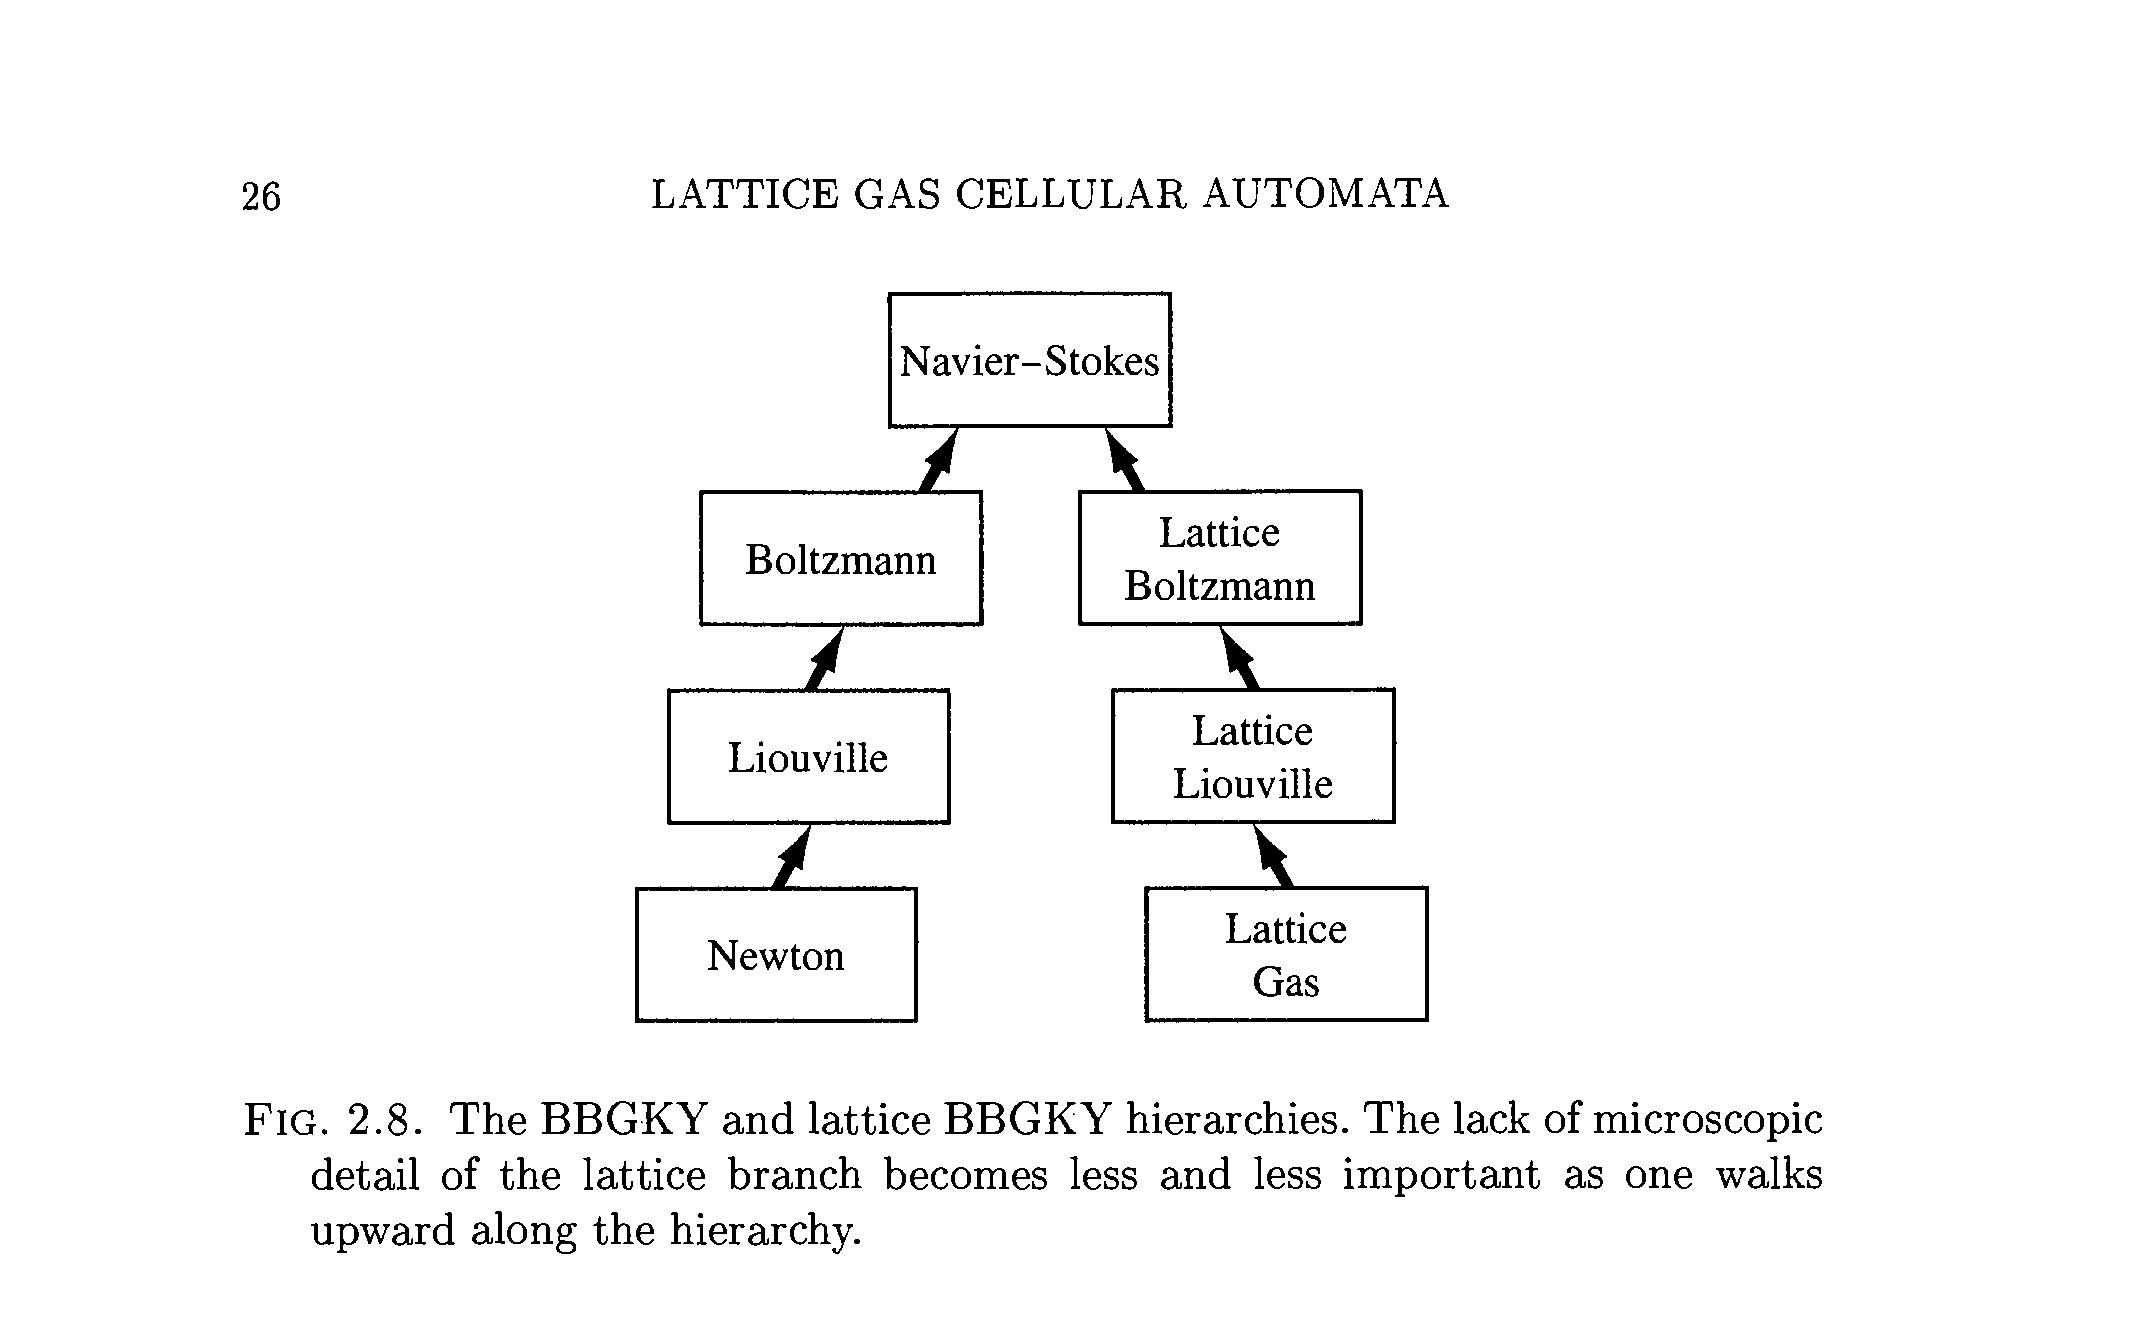 26 LATTICE GAS CELLULAR AUTOMATA
Navier–Stokes
Boltzmann
Lattice
Boltzmann
Liouville
Lattice
Liouville
Newton
Lattice
Gas
FIG. 2.8. The BBGKY and lattice BBGKY hierarchies. The lack of microscopic
detail of the lattice branch becomes less and less important as one walks
upward along the hierarchy.